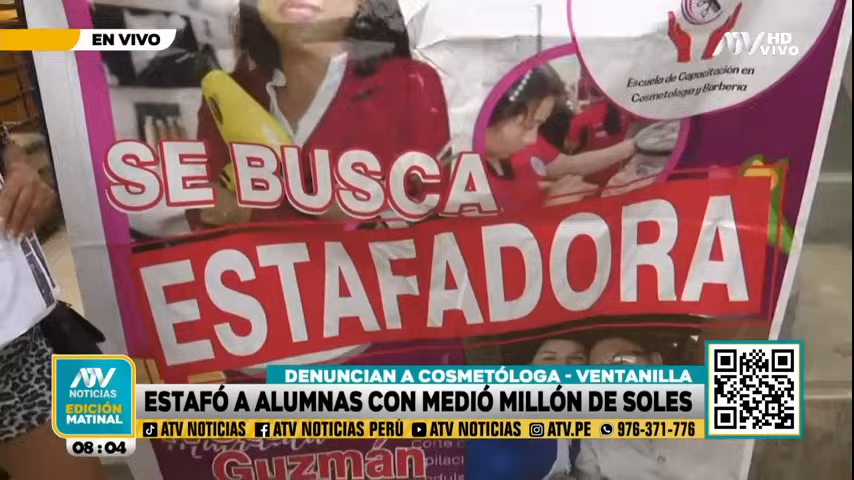 EN VIVO
ATV HD
VIVO
Escuela de Capacitación en
Cosmetología y Barbería
SE BUSCA
ESTAFADORA
DENUNCIAN A COSMETÓLOGA - VENTANILLA
ATV
NOTICIAS
EDICIÓN
MATINAL
08:04
ESTAFÓ A ALUMNAS CON MEDIÓ MILLÓN DE SOLES
ATV NOTICIAS ATV NOTICIAS PERÚ ATV NOTICIAS ATV.PE 976-371-776
Guzmán